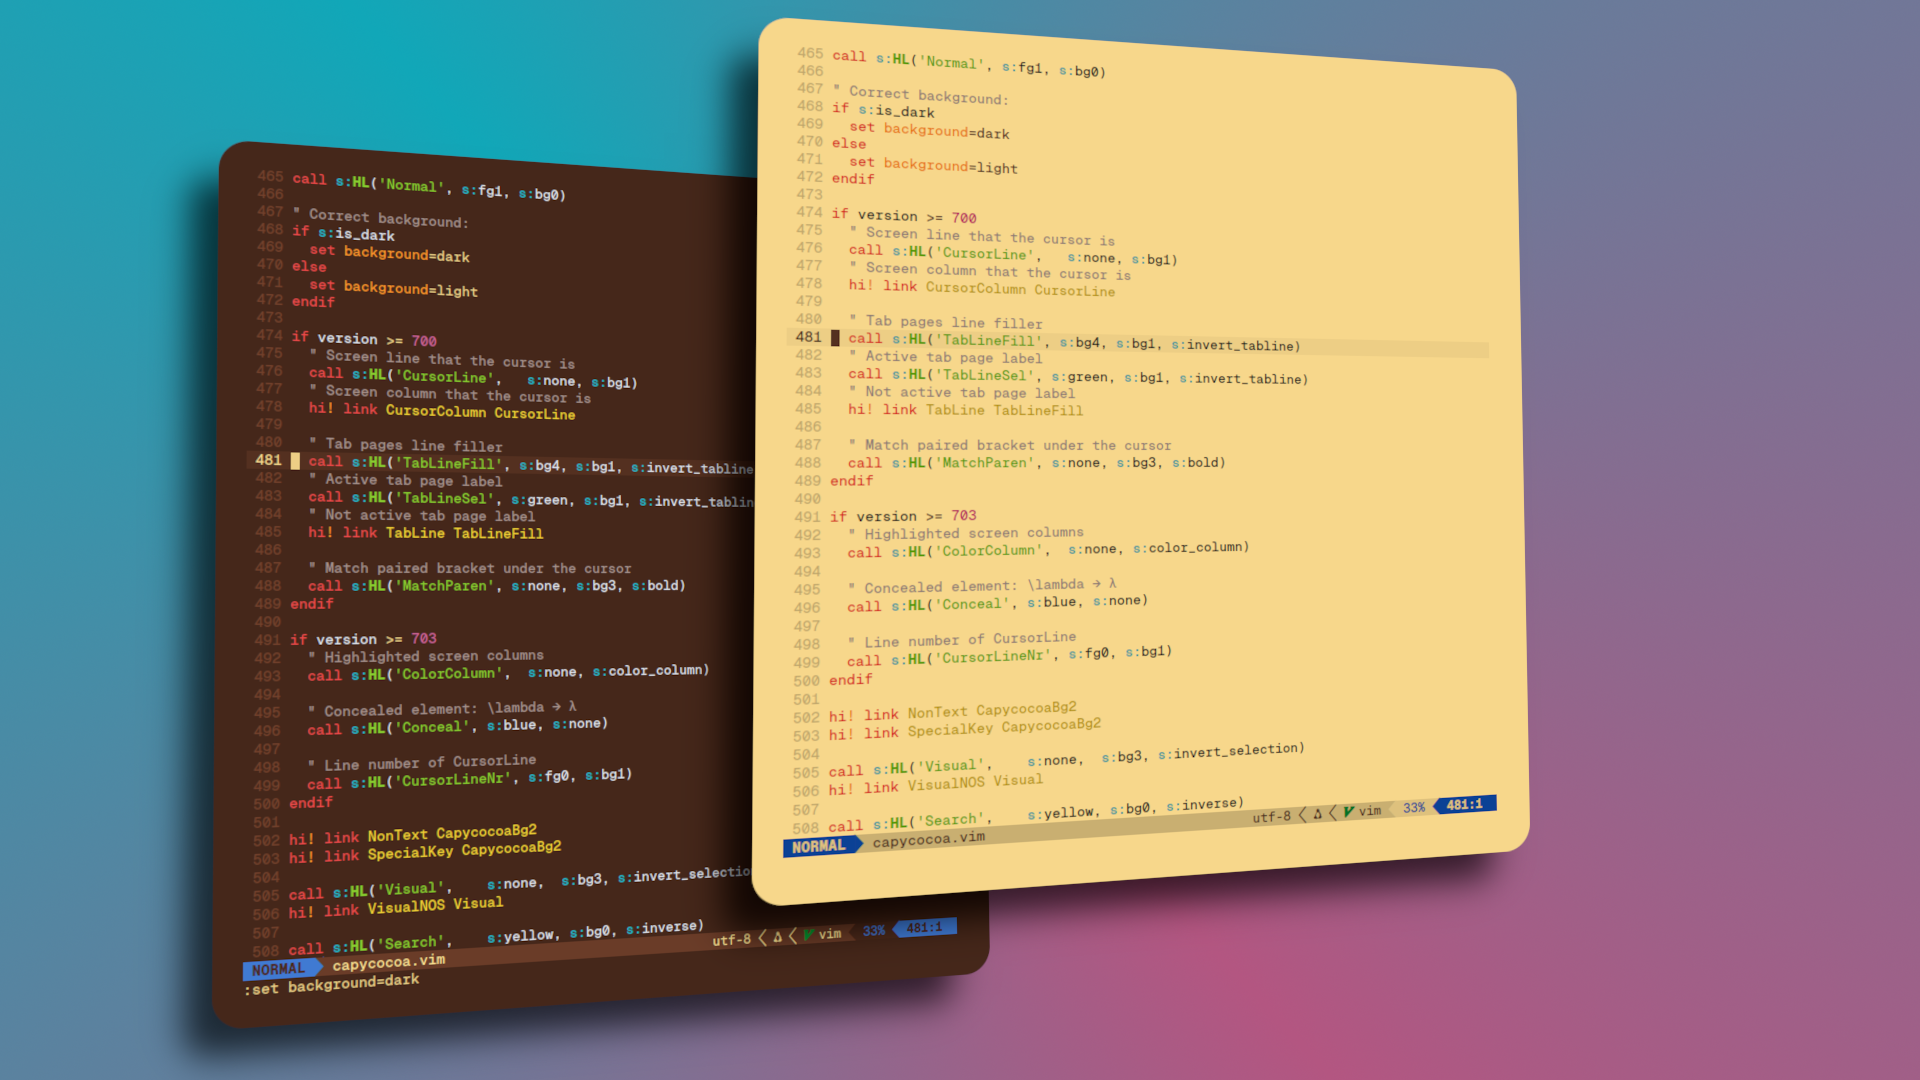 465 call s:HL('Normal', s:fg1, s:bg0)
466
467 " Correct background:
468 if s:is_dark
469   set background=dark
470 else
471   set background=light
472 endif
473
474 if version >= 700
475   " Screen line that the cursor is
476   call s:HL('CursorLine',   s:none, s:bg1)
477   " Screen column that the cursor is
478   hi! link CursorColumn CursorLine
479
480   " Tab pages line filler
481   call s:HL('TabLineFill', s:bg4, s:bg1, s:invert_tabline
482   " Active tab page label
483   call s:HL('TabLineSel', s:green, s:bg1, s:invert_tablin
484   " Not active tab page label
485   hi! link TabLine TabLineFill
486
487   " Match paired bracket under the cursor
488   call s:HL('MatchParen', s:none, s:bg3, s:bold)
489 endif
490
491 if version >= 703
492   " Highlighted screen columns
493   call s:HL('ColorColumn',  s:none, s:color_column)
494
495   " Concealed element: \lambda → λ
496   call s:HL('Conceal', s:blue, s:none)
497
498   " Line number of CursorLine
499   call s:HL('CursorLineNr', s:fg0, s:bg1)
500 endif
501
502 hi! link NonText CapycocoaBg2
503 hi! link SpecialKey CapycocoaBg2
504
505 call s:HL('Visual',    s:none,  s:bg3, s:invert_selectio
506 hi! link VisualNOS Visual
507
508 call s:HL('Search',    s:yellow, s:bg0, s:inverse)
NORMAL capycocoa.vim utf-8 < Δ < vim 33% 481:1
:set background=dark
465 call s:HL('Normal', s:fg1, s:bg0)
466
467 " Correct background:
468 if s:is_dark
469   set background=dark
470 else
471   set background=light
472 endif
473
474 if version >= 700
475   " Screen line that the cursor is
476   call s:HL('CursorLine',   s:none, s:bg1)
477   " Screen column that the cursor is
478   hi! link CursorColumn CursorLine
479
480   " Tab pages line filler
481   call s:HL('TabLineFill', s:bg4, s:bg1, s:invert_tabline)
482   " Active tab page label
483   call s:HL('TabLineSel', s:green, s:bg1, s:invert_tabline)
484   " Not active tab page label
485   hi! link TabLine TabLineFill
486
487   " Match paired bracket under the cursor
488   call s:HL('MatchParen', s:none, s:bg3, s:bold)
489 endif
490
491 if version >= 703
492   " Highlighted screen columns
493   call s:HL('ColorColumn',  s:none, s:color_column)
494
495   " Concealed element: \lambda → λ
496   call s:HL('Conceal', s:blue, s:none)
497
498   " Line number of CursorLine
499   call s:HL('CursorLineNr', s:fg0, s:bg1)
500 endif
501
502 hi! link NonText CapycocoaBg2
503 hi! link SpecialKey CapycocoaBg2
504
505 call s:HL('Visual',    s:none,  s:bg3, s:invert_selection)
506 hi! link VisualNOS Visual
507
508 call s:HL('Search',    s:yellow, s:bg0, s:inverse)
NORMAL capycocoa.vim utf-8 < Δ < vim 33% 481:1